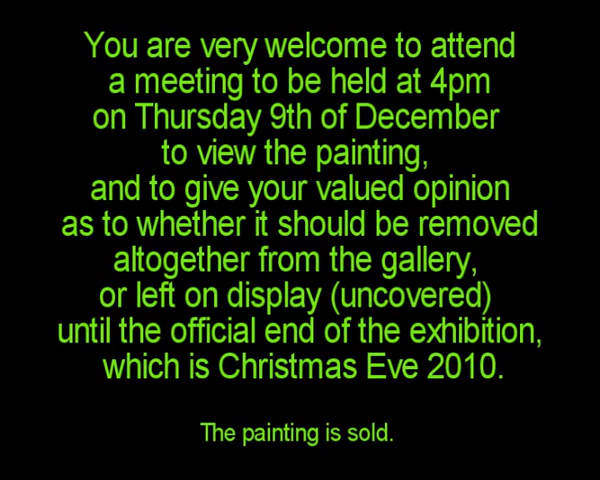 You are very welcome to attend
a meeting to be held at 4pm
on Thursday 9th of December
to view the painting,
and to give your valued opinion
as to whether it should be removed
altogether from the gallery,
or left on display (uncovered)
until the official end of the exhibition,
which is Christmas Eve 2010.
The painting is sold.